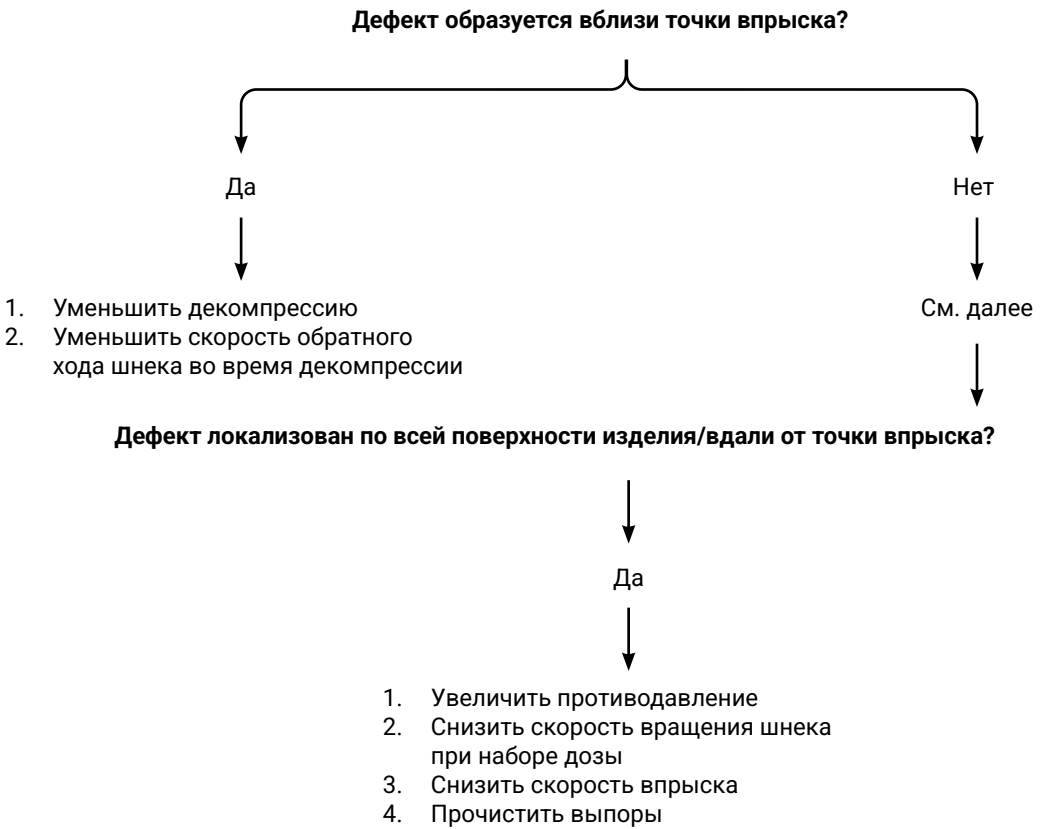 Дефект образуется вблизи точки впрыска?
Да
Нет
1. Уменьшить декомпрессию
2. Уменьшить скорость обратного
хода шнека во время декомпрессии
См. далее
Дефект локализован по всей поверхности изделия/вдали от точки впрыска?
Да
1. Увеличить противодавление
2. Снизить скорость вращения шнека
при наборе дозы
3. Снизить скорость впрыска
4. Прочистить выпоры